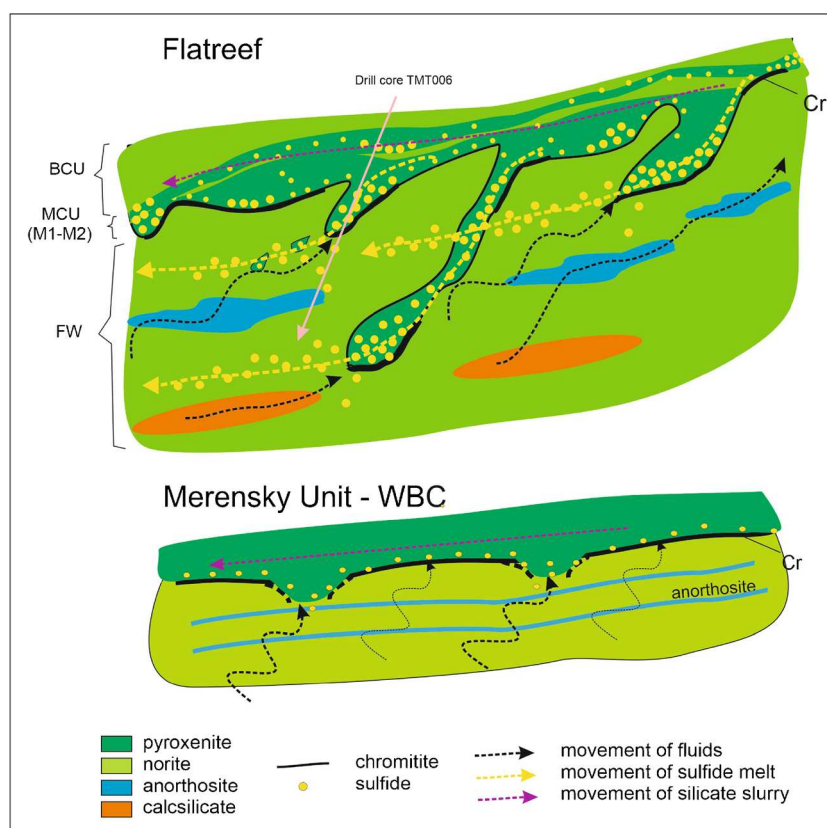 Flatreef
Drill core TMT006
Cr
BCU
MCU
(M1-M2)
FW
Merensky Unit - WBC
Cr
anorthosite
pyroxenite
norite
anorthosite
calcsilicate
chromitite
sulfide
movement of fluids
movement of sulfide melt
movement of silicate slurry